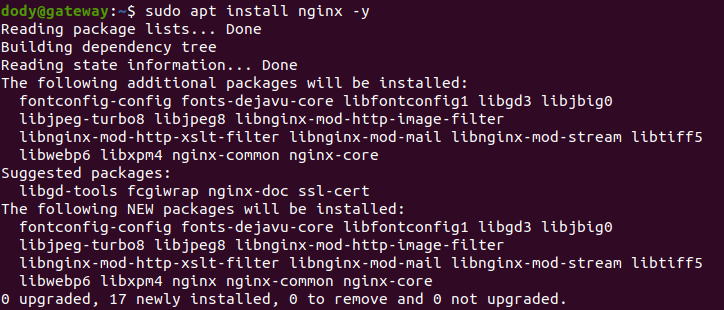 dody@gateway:~$ sudo apt install nginx -y
Reading package lists... Done
Building dependency tree
Reading state information... Done
The following additional packages will be installed:
  fontconfig-config fonts-dejavu-core libfontconfig1 libgd3 libjbig0
  libjpeg-turbo8 libjpeg8 libnginx-mod-http-image-filter
  libnginx-mod-http-xslt-filter libnginx-mod-mail libnginx-mod-stream libtiff5
  libwebp6 libxpm4 nginx-common nginx-core
Suggested packages:
  libgd-tools fcgiwrap nginx-doc ssl-cert
The following NEW packages will be installed:
  fontconfig-config fonts-dejavu-core libfontconfig1 libgd3 libjbig0
  libjpeg-turbo8 libjpeg8 libnginx-mod-http-image-filter
  libnginx-mod-http-xslt-filter libnginx-mod-mail libnginx-mod-stream libtiff5
  libwebp6 libxpm4 nginx nginx-common nginx-core
0 upgraded, 17 newly installed, 0 to remove and 0 not upgraded.